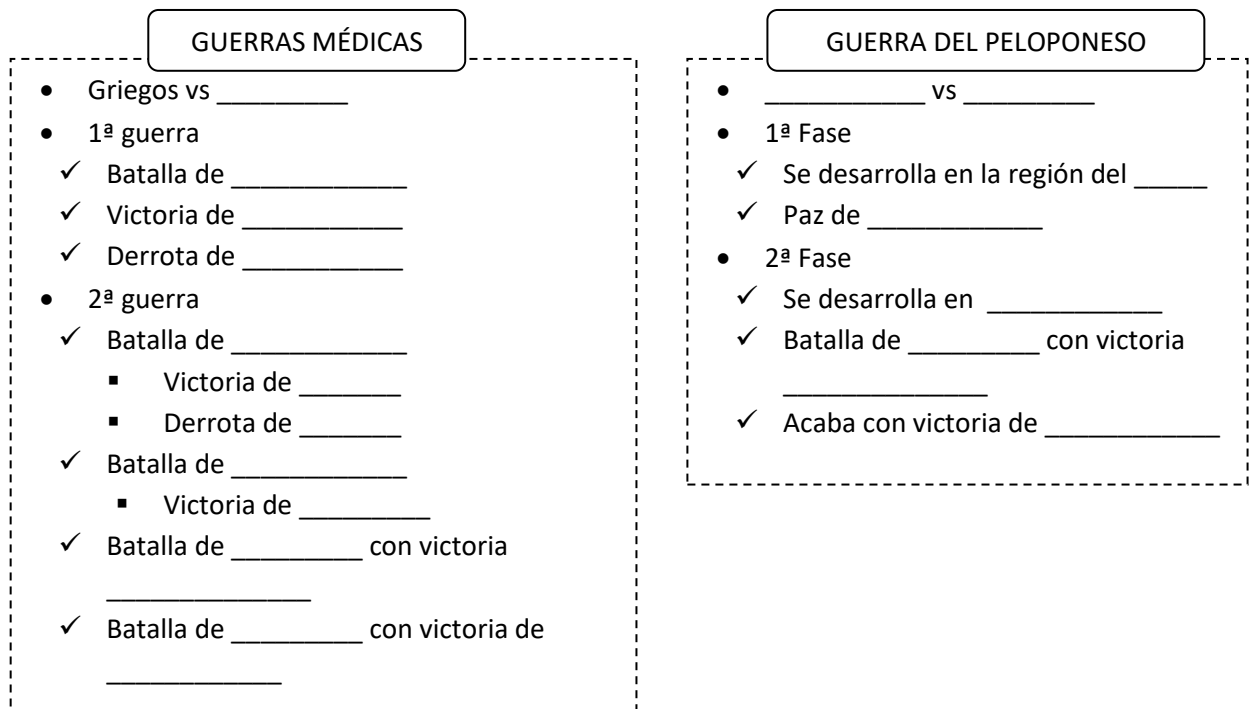 GUERRAS MÉDICAS
• Griegos vs _________
• 1ª guerra
✓ Batalla de ____________
✓ Victoria de ___________
✓ Derrota de ___________
• 2ª guerra
✓ Batalla de ____________
▪ Victoria de _______
▪ Derrota de _______
✓ Batalla de ____________
▪ Victoria de _________
✓ Batalla de _________ con victoria
______________
✓ Batalla de _________ con victoria de
____________
GUERRA DEL PELOPONESO
• ___________ vs _________
• 1ª Fase
✓ Se desarrolla en la región del _____
✓ Paz de ____________
• 2ª Fase
✓ Se desarrolla en ____________
✓ Batalla de _________ con victoria
______________
✓ Acaba con victoria de ____________